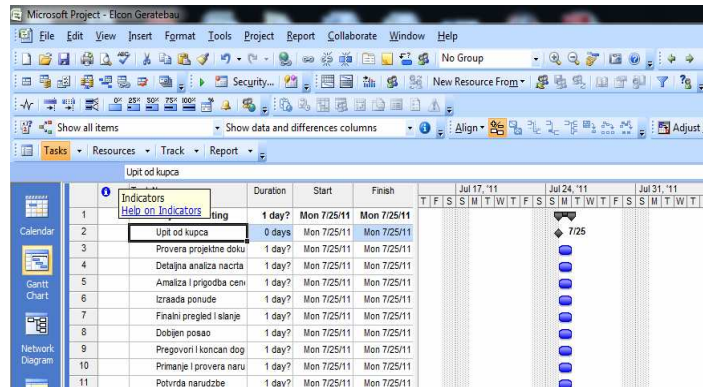 Microsoft Project - Elcon Geratebau
File Edit View Insert Format Tools Project Report Collaborate Window Help
No Group
Security... New Resource From
0% 25% 50% 75% 100%
Show all items Show data and differences columns Align Adjust
Tasks Resources Track Report
Upit od kupca
Duration Start Finish Jul 17, '11 Jul 24, '11 Jul 31, '11
T F S S M T W T F S S M T W T F S S M T W T
Indicators
Help on Indicators
1 ting 1 day? Mon 7/25/11 Mon 7/25/11
2 Upit od kupca 0 days Mon 7/25/11 Mon 7/25/11 7/25
3 Provera projektne doku 1 day? Mon 7/25/11 Mon 7/25/11
4 Detaljna analiza nacrta 1 day? Mon 7/25/11 Mon 7/25/11
5 Amaliza I prigodba cen 1 day? Mon 7/25/11 Mon 7/25/11
6 Izraada ponude 1 day? Mon 7/25/11 Mon 7/25/11
7 Finalni pregled I slanje 1 day? Mon 7/25/11 Mon 7/25/11
8 Dobijen posao 1 day? Mon 7/25/11 Mon 7/25/11
9 Pregovori I koncan dog 1 day? Mon 7/25/11 Mon 7/25/11
10 Primanje I provera naru 1 day? Mon 7/25/11 Mon 7/25/11
11 Potvrda narudzbe 1 day? Mon 7/25/11 Mon 7/25/11
Calendar
Gantt
Chart
Network
Diagram